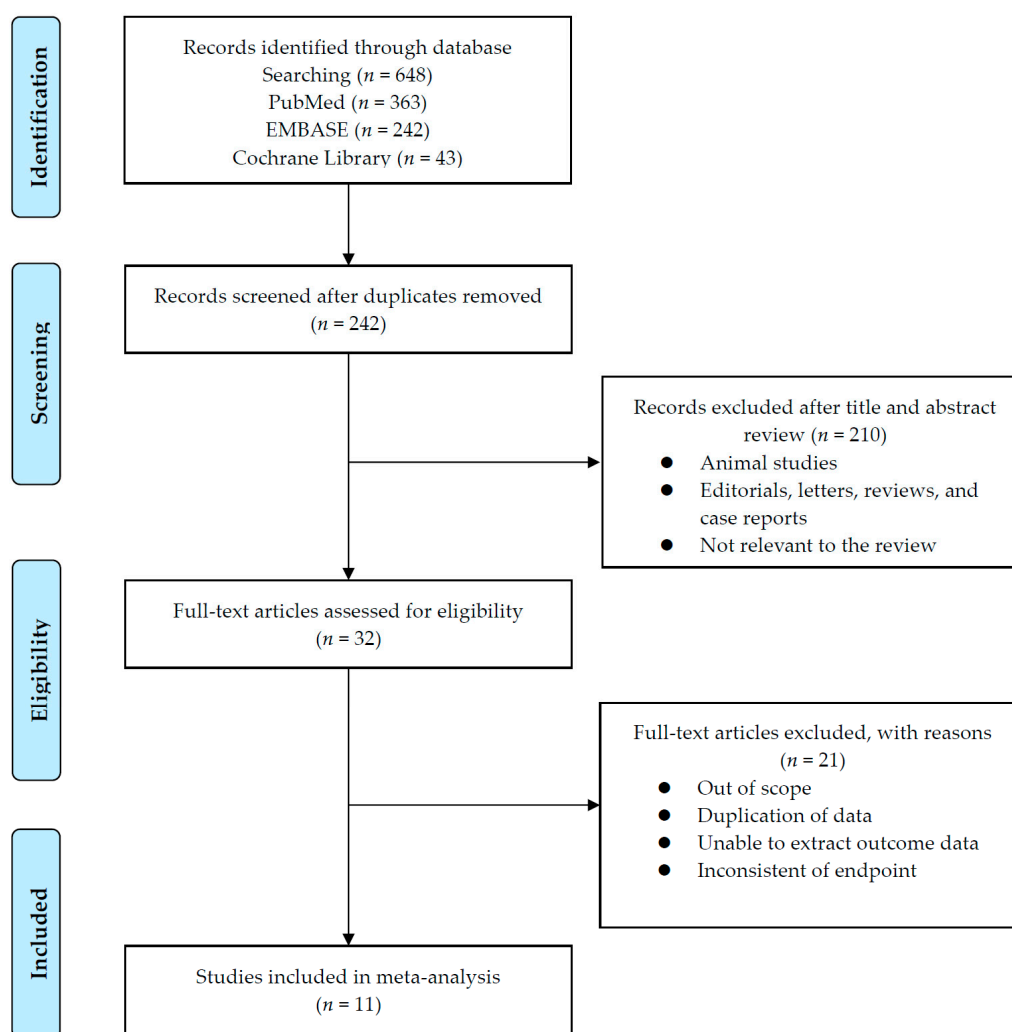 Identification
Records identified through database
Searching (n = 648)
PubMed (n = 363)
EMBASE (n = 242)
Cochrane Library (n = 43)
Screening
Records screened after duplicates removed
(n = 242)
Records excluded after title and abstract
review (n = 210)
● Animal studies
● Editorials, letters, reviews, and
case reports
● Not relevant to the review
Eligibility
Full-text articles assessed for eligibility
(n = 32)
Full-text articles excluded, with reasons
(n = 21)
● Out of scope
● Duplication of data
● Unable to extract outcome data
● Inconsistent of endpoint
Included
Studies included in meta-analysis
(n = 11)